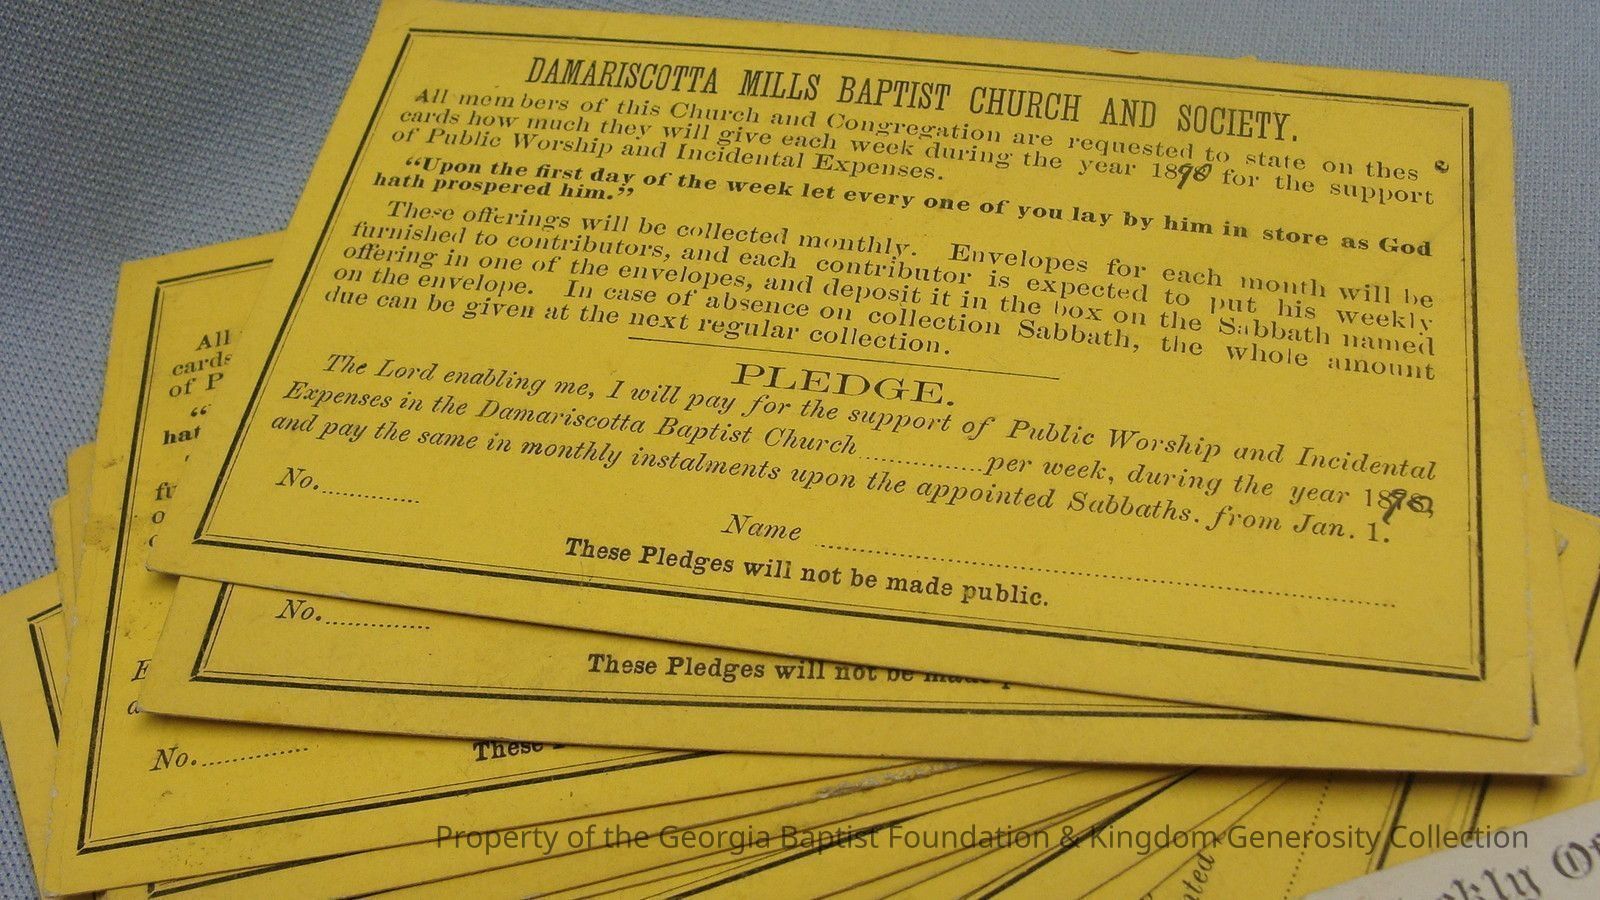 DAMARISCOTTA MILLS BAPTIST CHURCH AND SOCIETY.
All members of this Church and Congregation are requested to state on thes e
cards how much they will give each week during the year 1890 for the support
of Public Worship and Incidental Expenses.
“Upon the first day of the week let every one of you lay by him in store as God
hath prospered him.”
These offerings will be collected monthly. Envelopes for each month will be
furnished to contributors, and each contributor is expected to put his weekly
offering in one of the envelopes, and deposit it in the box on the Sabbath named
on the envelope. In case of absence on collection Sabbath, the whole amount
due can be given at the next regular collection.
PLEDGE.
The Lord enabling me, I will pay for the support of Public Worship and Incidental
Expenses in the Damariscotta Baptist Church ............... per week, during the year 1890,
and pay the same in monthly instalments upon the appointed Sabbaths. from Jan. 1.
No.............
Name ..............................
These Pledges will not be made public.
All
cards
of P
“
hat
fu
o
No.............
These Pledges will not be made p
E
a
No.............
These
Property of the Georgia Baptist Foundation & Kingdom Generosity Collection